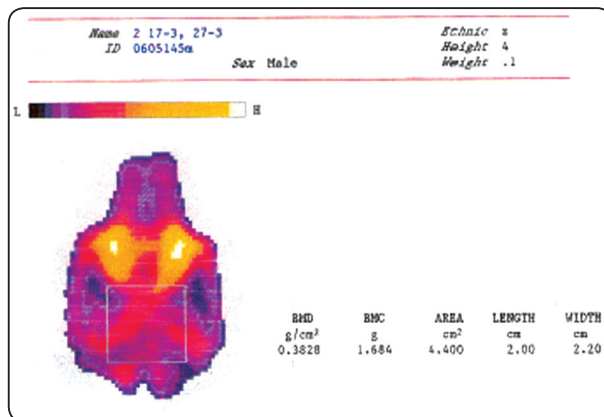 Name 2 17-3, 27-3 Ethnic z
ID 0605145m Height 4
Sex Male Weight .1
L H
BMD BMC AREA LENGTH WIDTH
g/cm² g cm² cm cm
0.3828 1.684 4.400 2.00 2.20